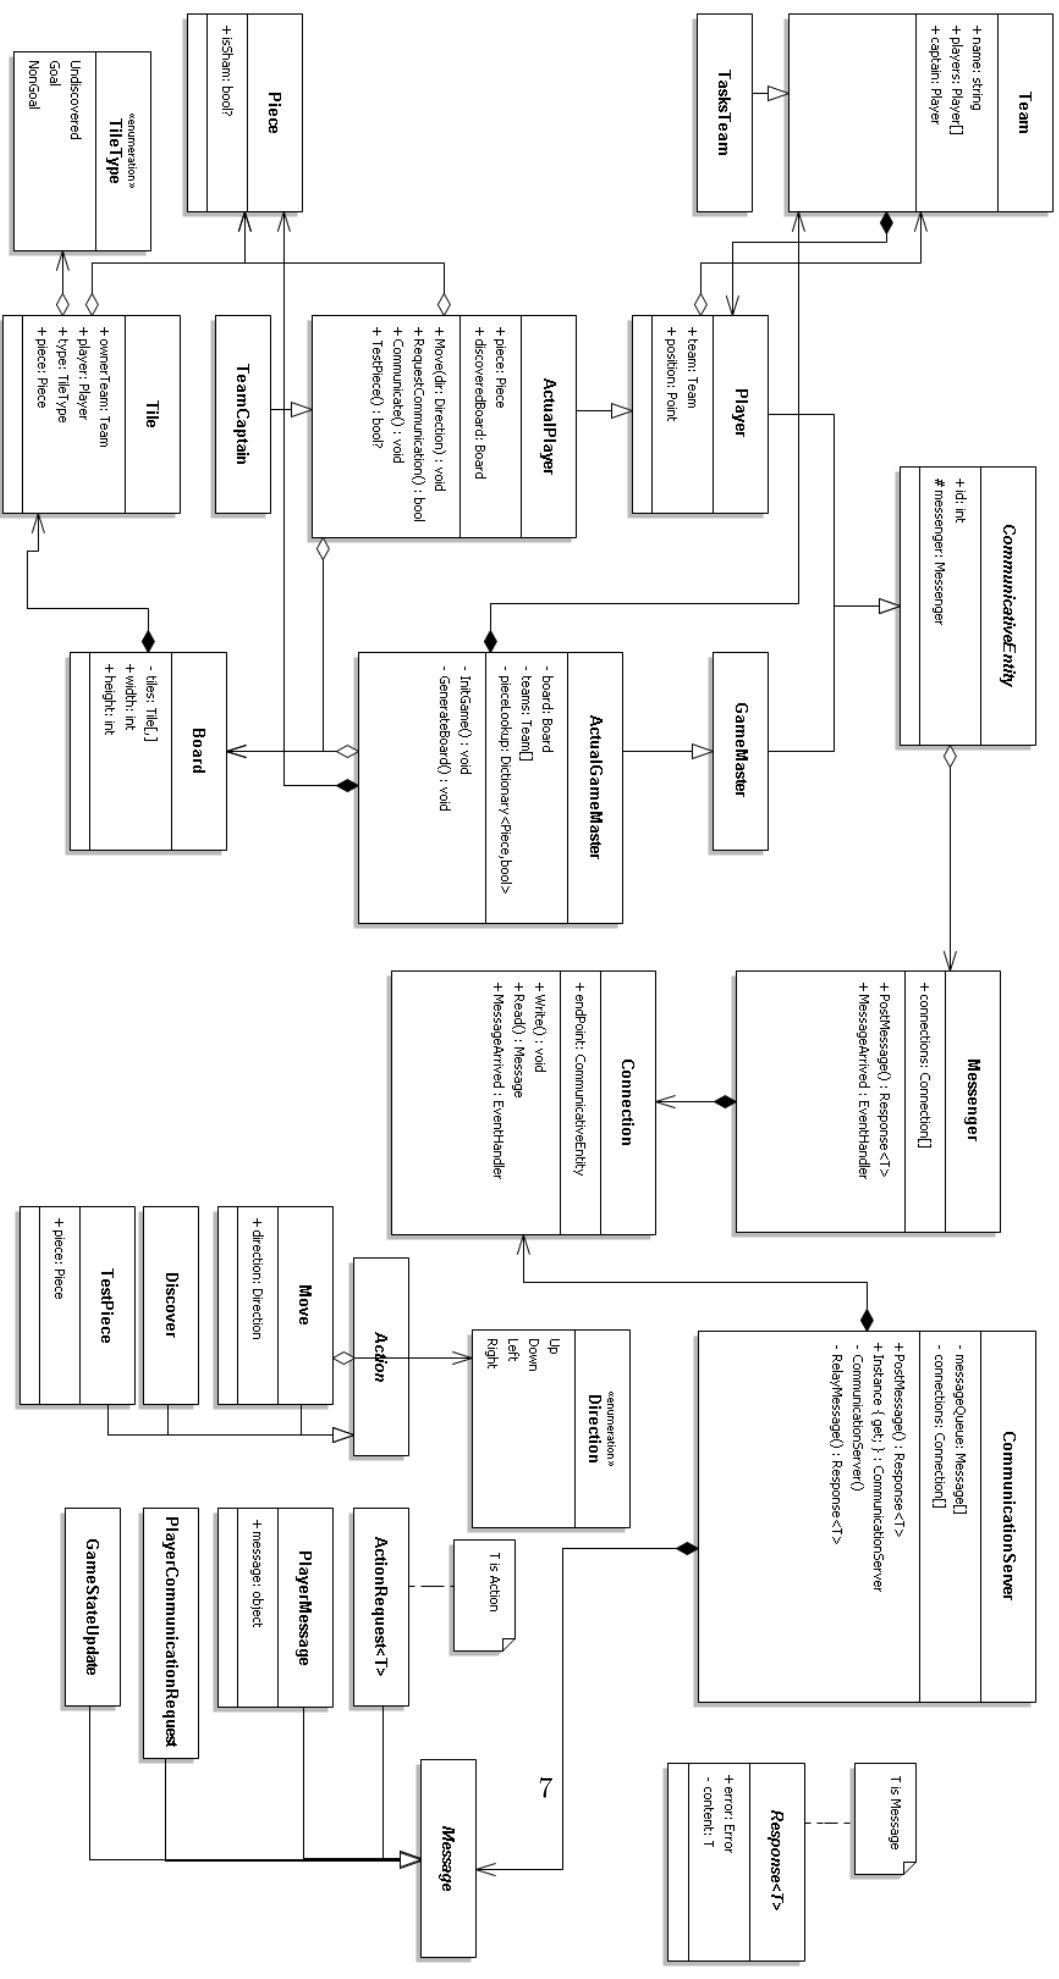 Team
+ name: string
+ players: Player[]
+ captain: Player
TasksTeam
Piece
+ isSham: bool?
«enumeration»
TileType
Undiscovered
Goal
NonGoal
CommunicativeEntity
+ id: int
# messenger: Messenger
Player
+ team: Team
+ position: Point
ActualPlayer
+ piece: Piece
+ discoveredBoard: Board
+ Move(dir: Direction) : void
+ RequestCommunication() : bool
+ Communicate() : void
+ TestPiece() : bool?
TeamCaptain
Tile
+ ownerTeam: Team
+ player: Player
+ type: TileType
+ piece: Piece
GameMaster
ActualGameMaster
- board: Board
- teams: Team[]
- pieceLookup: Dictionary<Piece,bool>
- InitGame() : void
- GenerateBoard() : void
Board
- tiles: Tile[,]
+ width: int
+ height: int
Messenger
+ connections: Connection[]
+ PostMessage() : Response<T>
+ MessageArrived : EventHandler
Connection
+ endPoint: CommunicativeEntity
+ Write() : void
+ Read() : Message
+ MessageArrived : EventHandler
CommunicationServer
- messageQueue: Message[]
- connections: Connection[]
+ PostMessage() : Response<T>
+ Instance { get; } : CommunicationServer
- CommunicationServer()
- RelayMessage() : Response<T>
«enumeration»
Direction
Up
Down
Left
Right
Action
Move
+ direction: Direction
Discover
TestPiece
+ piece: Piece
T is Action
ActionRequest<T>
PlayerMessage
+ message: object
PlayerCommunicationRequest
GameStateUpdate
Message
T is Message
Response<T>
+ error: Error
- content: T
7